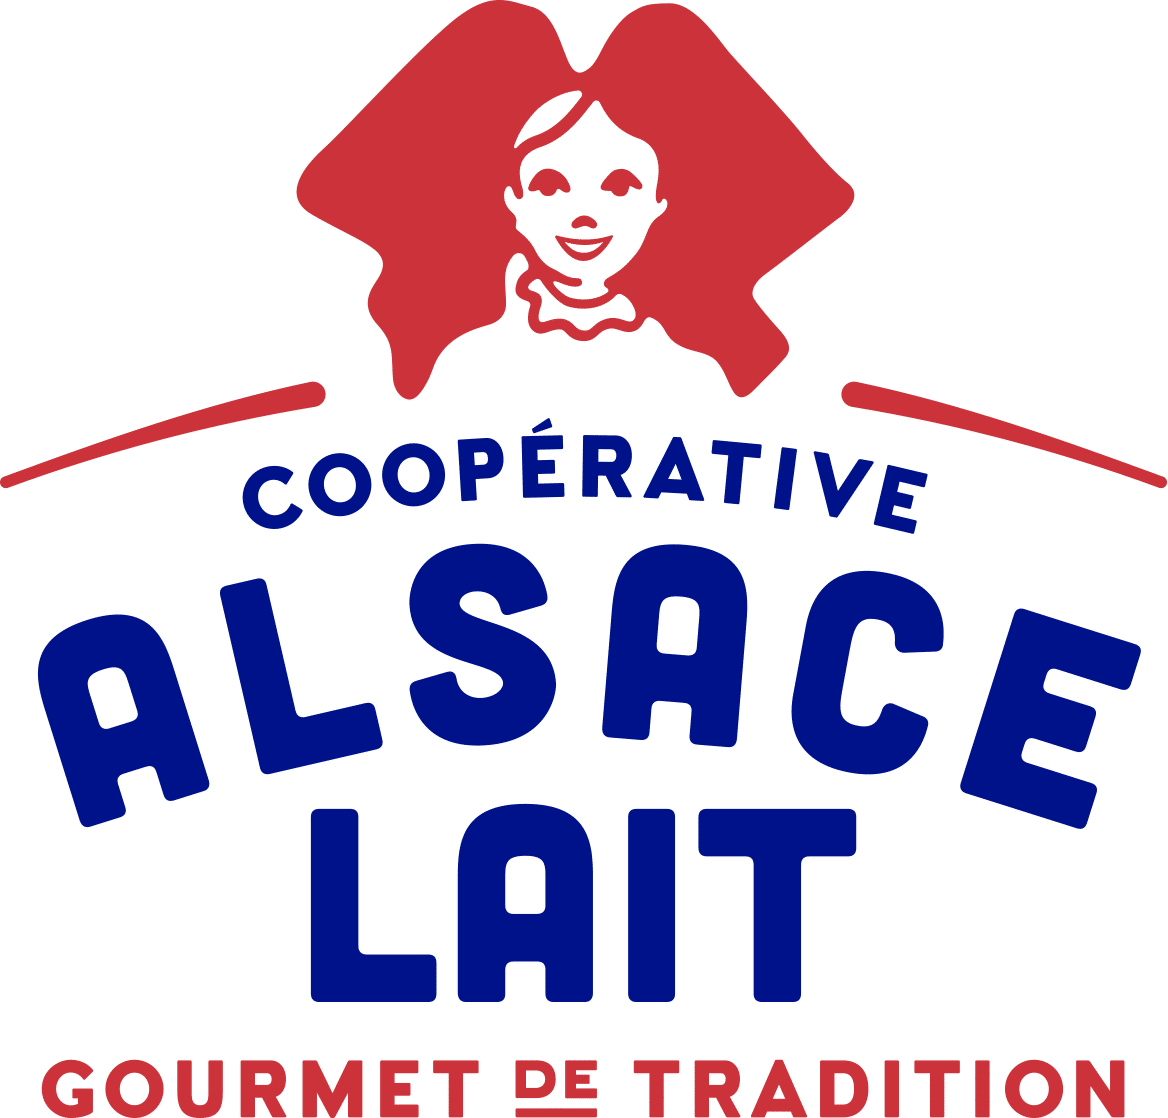 COOPÉRATIVE
ALSACE
LAIT
GOURMET DE TRADITION